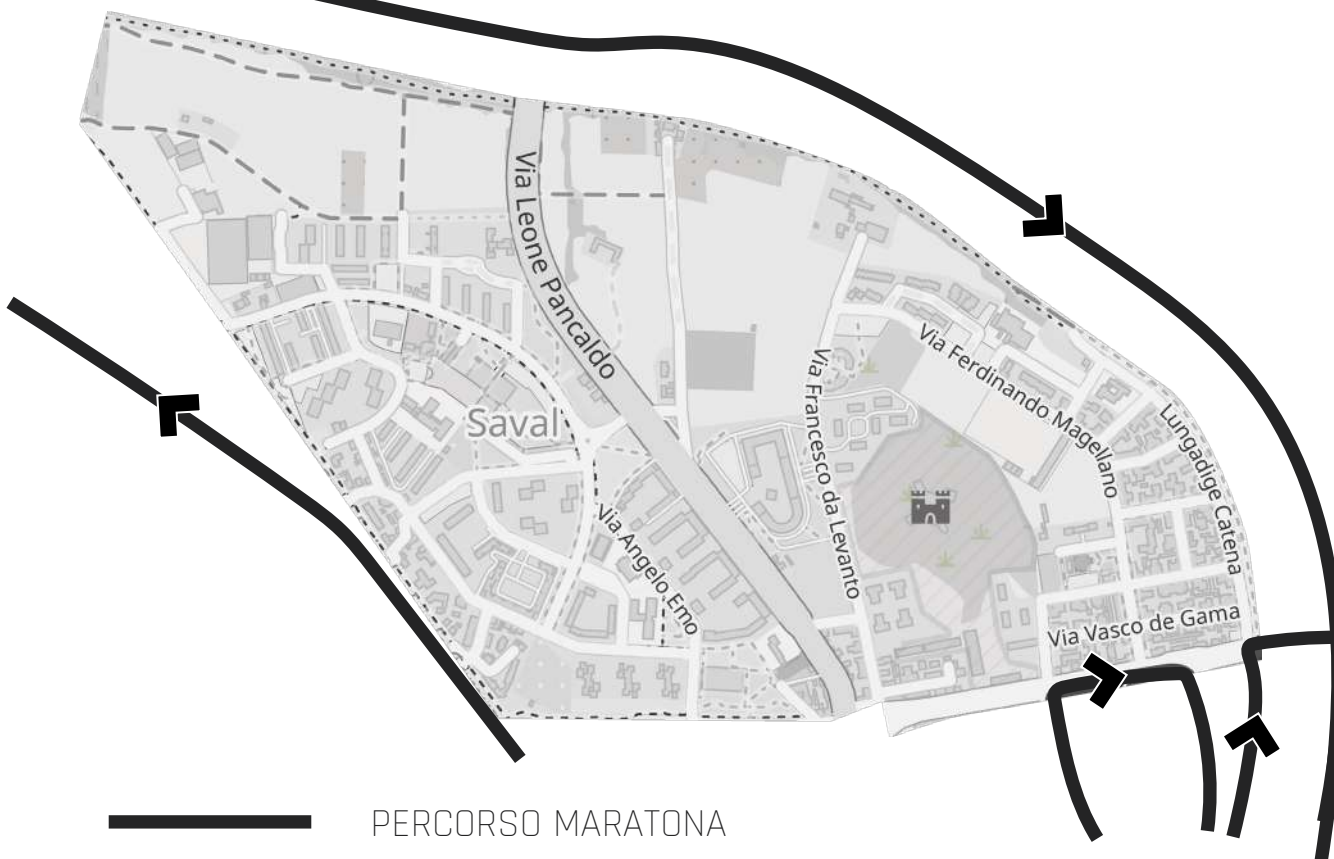 Via Leone Pancaldo
Via Ferdinando Magellano
Via Francesco da Levanto
Lungadige Catena
Saval
Via Angelo Emo
Via Vasco de Gama
PERCORSO MARATONA